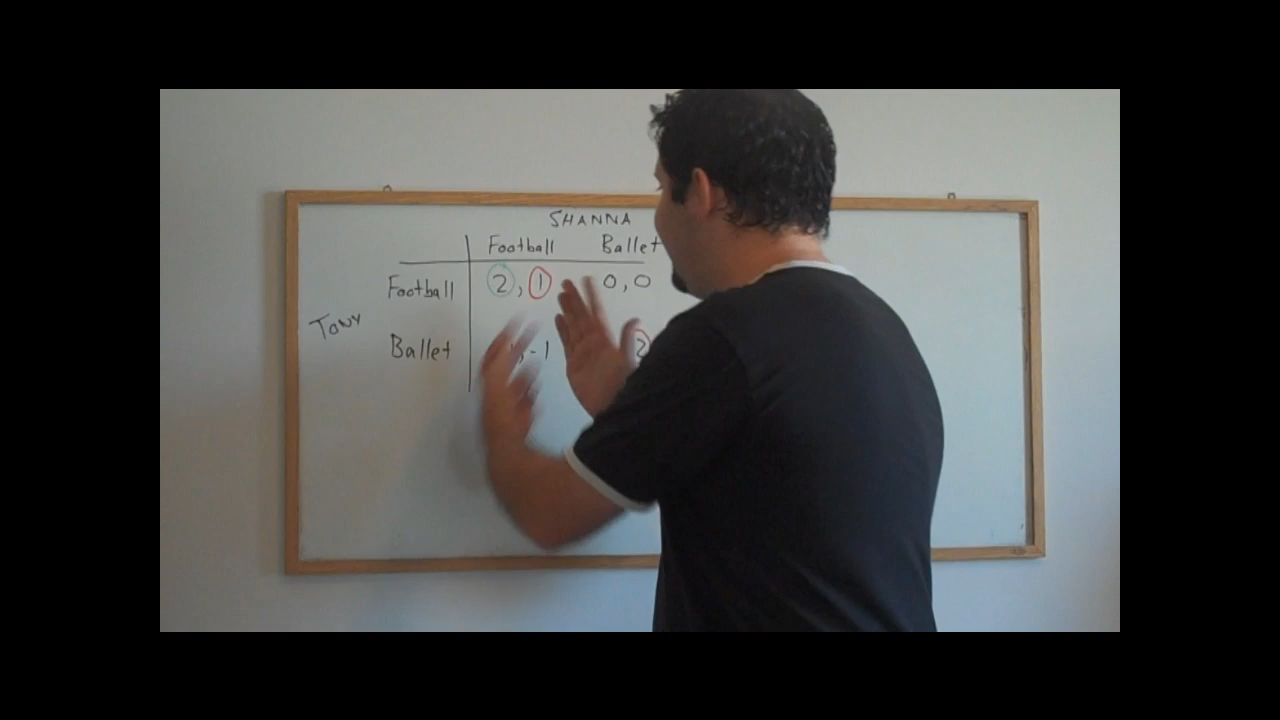 SHANNA
Football Ballet
Football 2, 1 0, 0
TONY
Ballet , -1 2